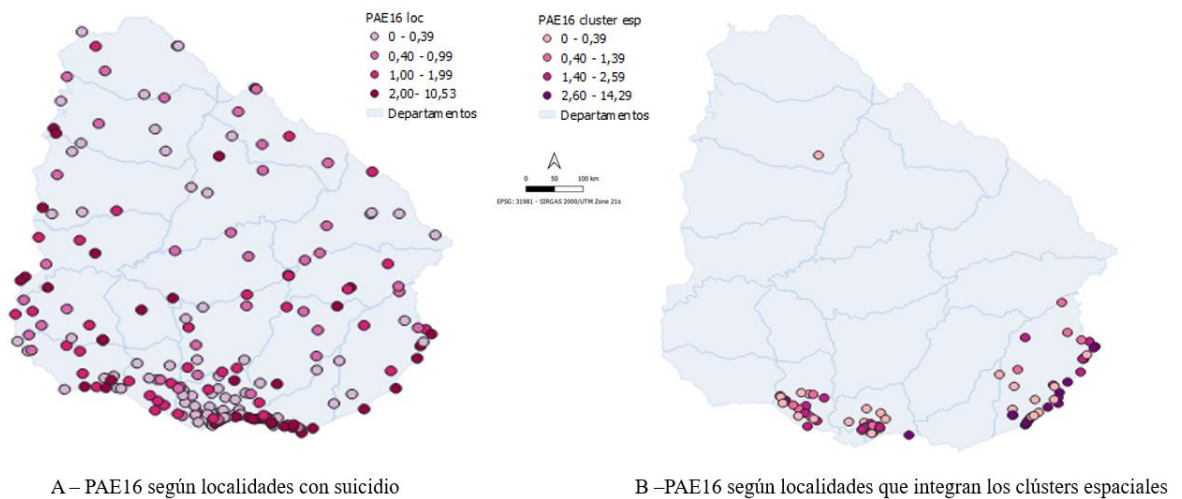 PAE16 loc
0 - 0,39
0,40 - 0,99
1,00 - 1,99
2,00- 10,53
Departamentos
PAE16 cluster esp
0 - 0,39
0,40 - 1,39
1,40 - 2,59
2,60 - 14,29
Departamentos
0 50 100 km
EPSG: 31981 - SIRGAS 2000/UTM Zone 21s
A – PAE16 según localidades con suicidio
B –PAE16 según localidades que integran los clústers espaciales